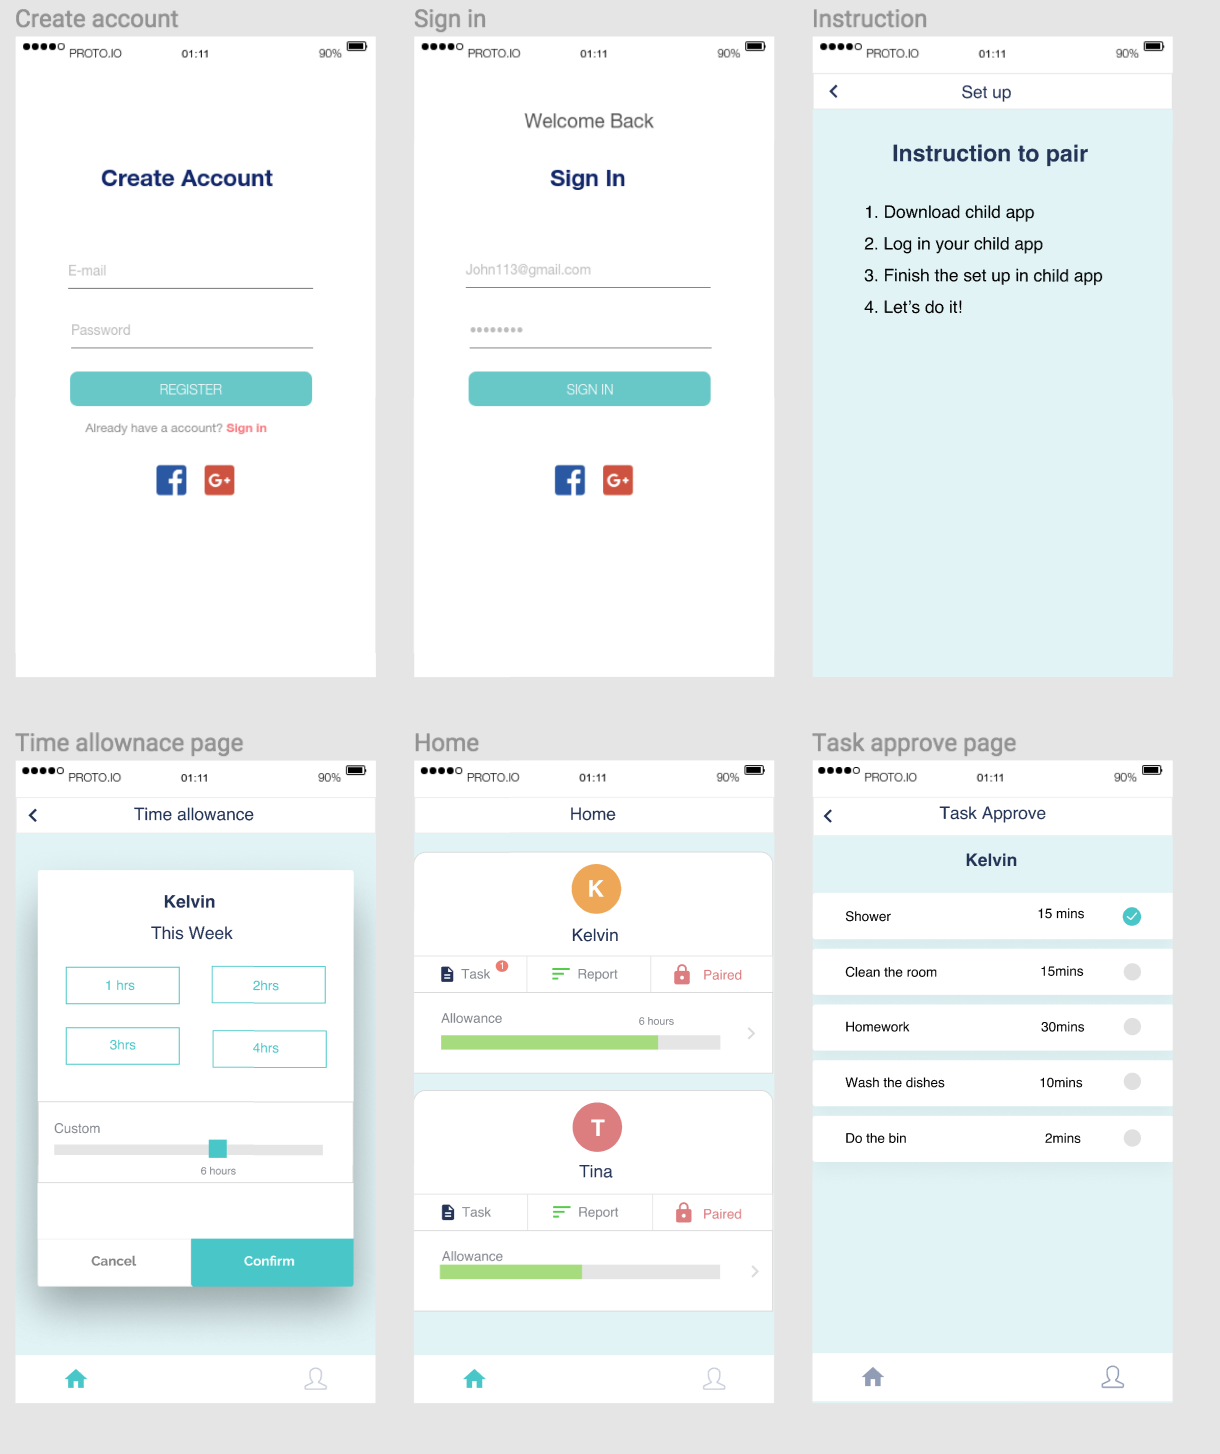 Create account
PROTO.IO 01:11 90%
Create Account
E-mail
Password
REGISTER
Already have a account? Sign in
G+
Sign in
PROTO.IO 01:11 90%
Welcome Back
Sign In
John113@gmail.com
SIGN IN
G+
Instruction
PROTO.IO 01:11 90%
Set up
Instruction to pair
1. Download child app
2. Log in your child app
3. Finish the set up in child app
4. Let's do it!
Time allownace page
PROTO.IO 01:11 90%
Time allowance
Kelvin
This Week
1 hrs 2hrs
3hrs 4hrs
Custom
6 hours
Cancel Confirm
Home
PROTO.IO 01:11 90%
Home
K
Kelvin
Task 1 Report Paired
Allowance 6 hours
T
Tina
Task Report Paired
Allowance
Task approve page
PROTO.IO 01:11 90%
Task Approve
Kelvin
Shower 15 mins
Clean the room 15mins
Homework 30mins
Wash the dishes 10mins
Do the bin 2mins